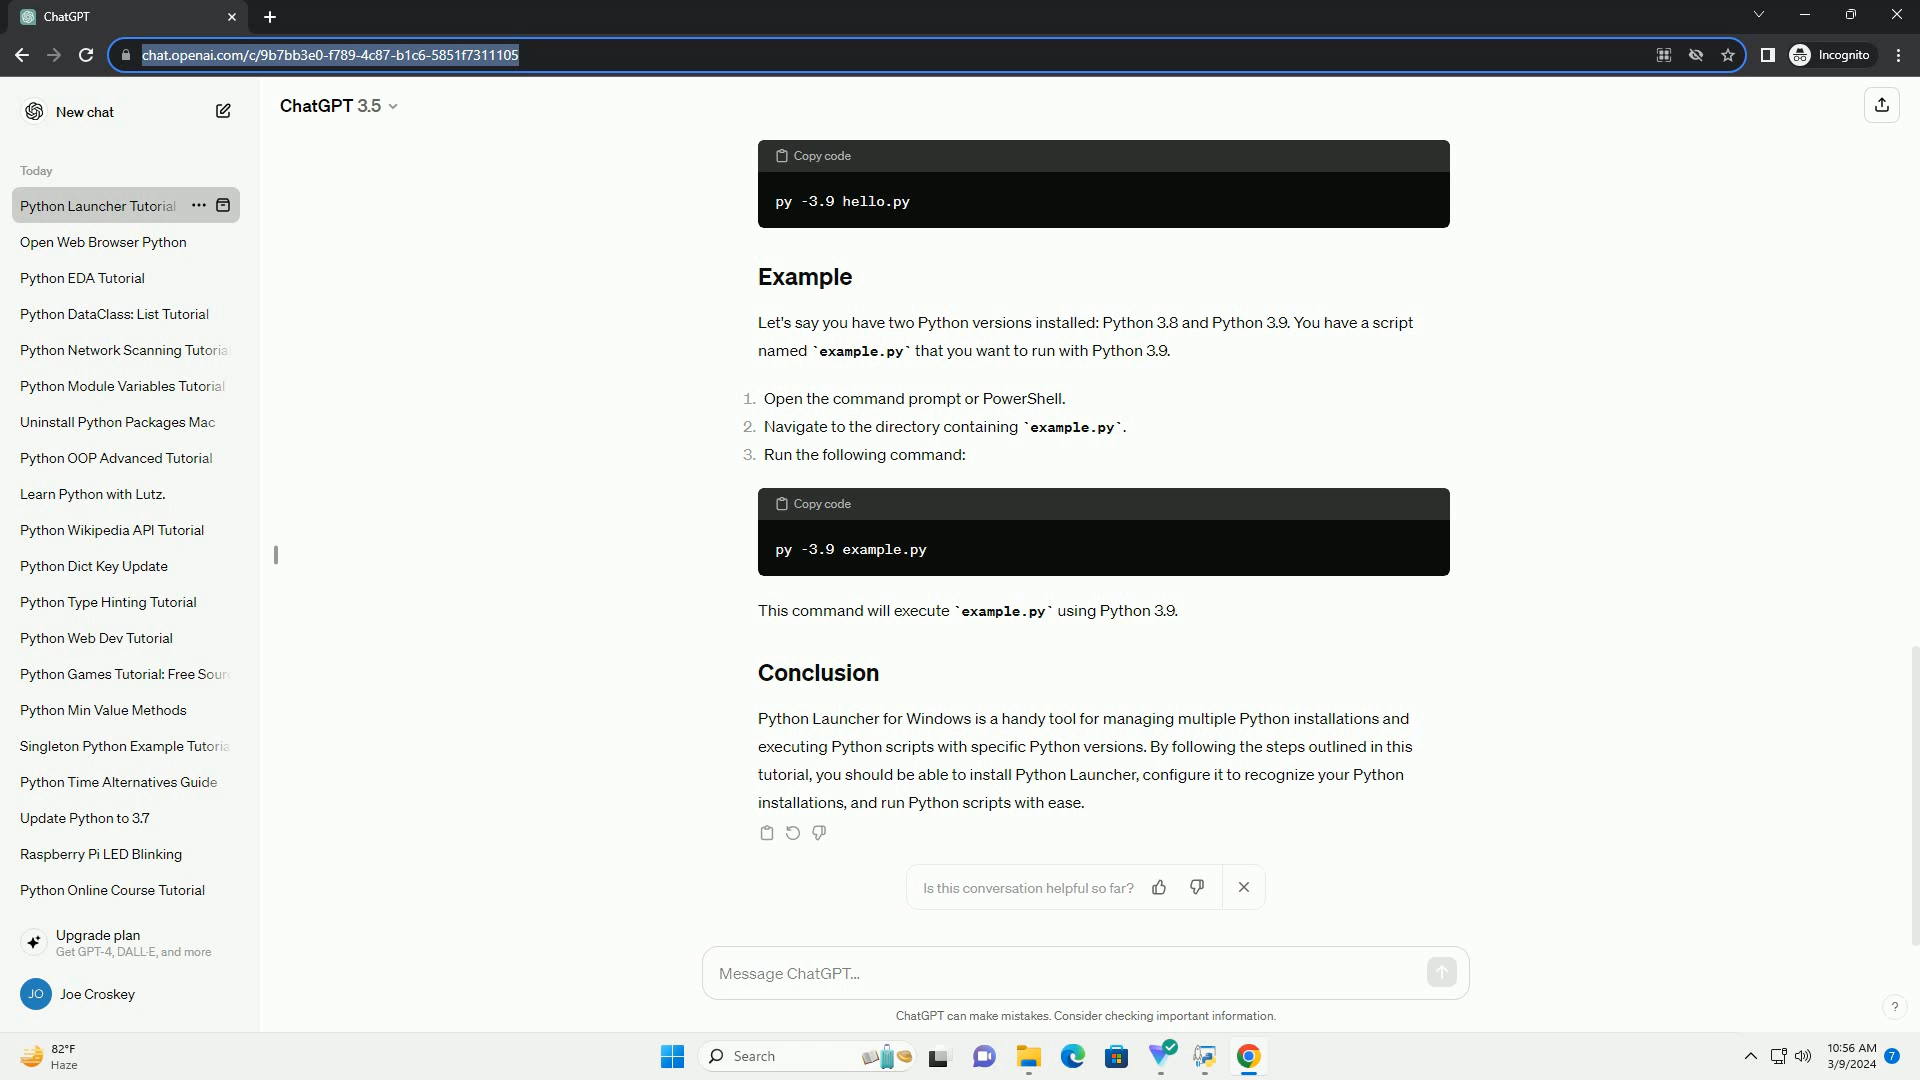 ChatGPT
chat.openai.com/c/9b7bb3e0-f789-4c87-b1c6-5851f7311105
Incognito
New chat
ChatGPT 3.5
Today
Python Launcher Tutorial
Open Web Browser Python
Python EDA Tutorial
Python DataClass: List Tutorial
Python Network Scanning Tutoria
Python Module Variables Tutorial
Uninstall Python Packages Mac
Python OOP Advanced Tutorial
Learn Python with Lutz.
Python Wikipedia API Tutorial
Python Dict Key Update
Python Type Hinting Tutorial
Python Web Dev Tutorial
Python Games Tutorial: Free Sour
Python Min Value Methods
Singleton Python Example Tutoria
Python Time Alternatives Guide
Update Python to 3.7
Raspberry Pi LED Blinking
Python Online Course Tutorial
Upgrade plan
Get GPT-4, DALL·E, and more
JO Joe Croskey
Copy code
py -3.9 hello.py
Example
Let's say you have two Python versions installed: Python 3.8 and Python 3.9. You have a script
named `example.py` that you want to run with Python 3.9.
1. Open the command prompt or PowerShell.
2. Navigate to the directory containing `example.py`.
3. Run the following command:
Copy code
py -3.9 example.py
This command will execute `example.py` using Python 3.9.
Conclusion
Python Launcher for Windows is a handy tool for managing multiple Python installations and
executing Python scripts with specific Python versions. By following the steps outlined in this
tutorial, you should be able to install Python Launcher, configure it to recognize your Python
installations, and run Python scripts with ease.
Is this conversation helpful so far?
Message ChatGPT...
ChatGPT can make mistakes. Consider checking important information.
?
82°F
Haze
Search
10:56 AM
3/9/2024
7